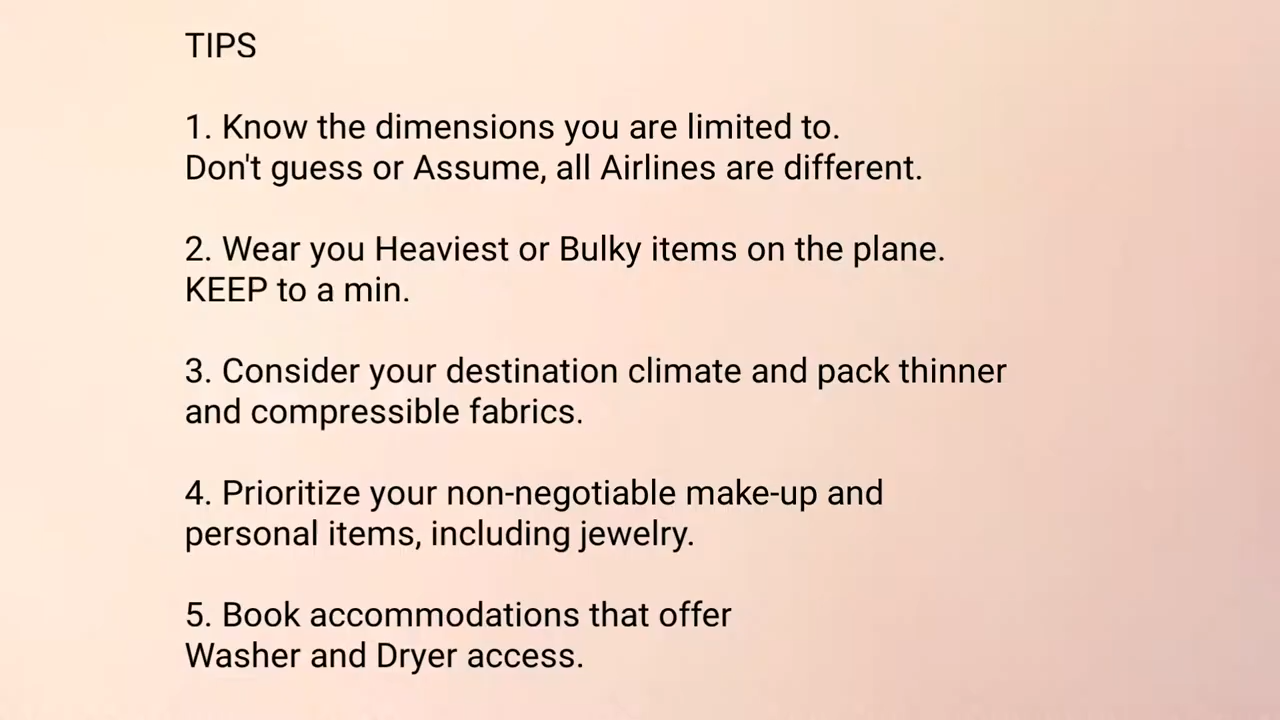 TIPS
1. Know the dimensions you are limited to.
Don't guess or Assume, all Airlines are different.
2. Wear you Heaviest or Bulky items on the plane.
KEEP to a min.
3. Consider your destination climate and pack thinner
and compressible fabrics.
4. Prioritize your non-negotiable make-up and
personal items, including jewelry.
5. Book accommodations that offer
Washer and Dryer access.